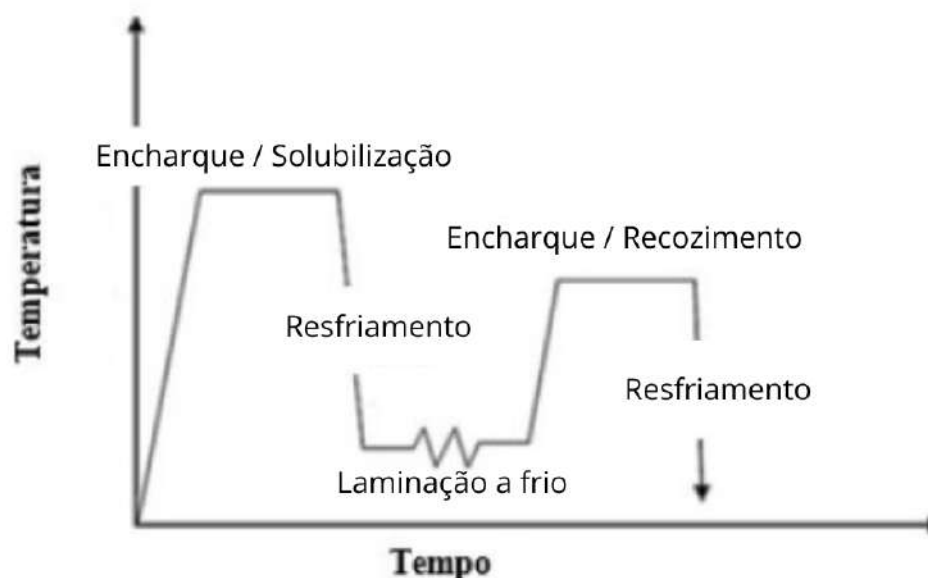 Encharque / Solubilização
Encharque / Recozimento
Temperatura
Resfriamento
Resfriamento
Laminação a frio
Tempo